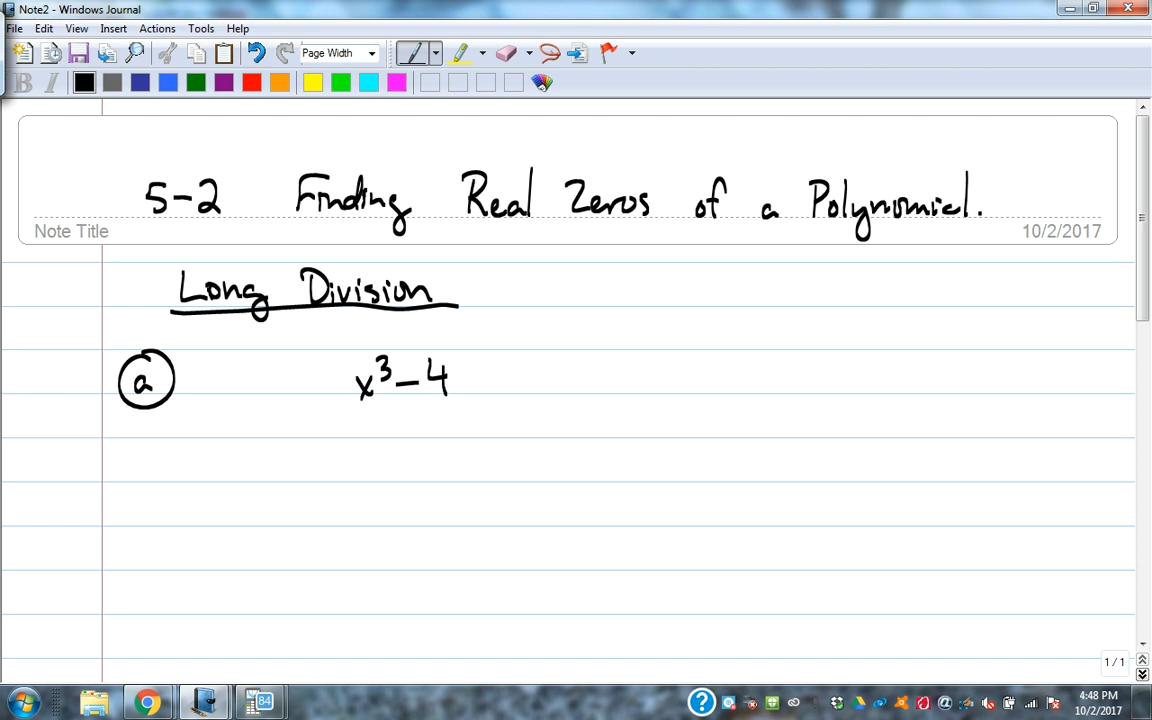 Note2 - Windows Journal
File Edit View Insert Actions Tools Help
Page Width
B I
5-2 Finding Real Zeros of a Polynomial.
Note Title 10/2/2017
Long Division
a x³-4
1 / 1
84
4:48 PM
10/2/2017